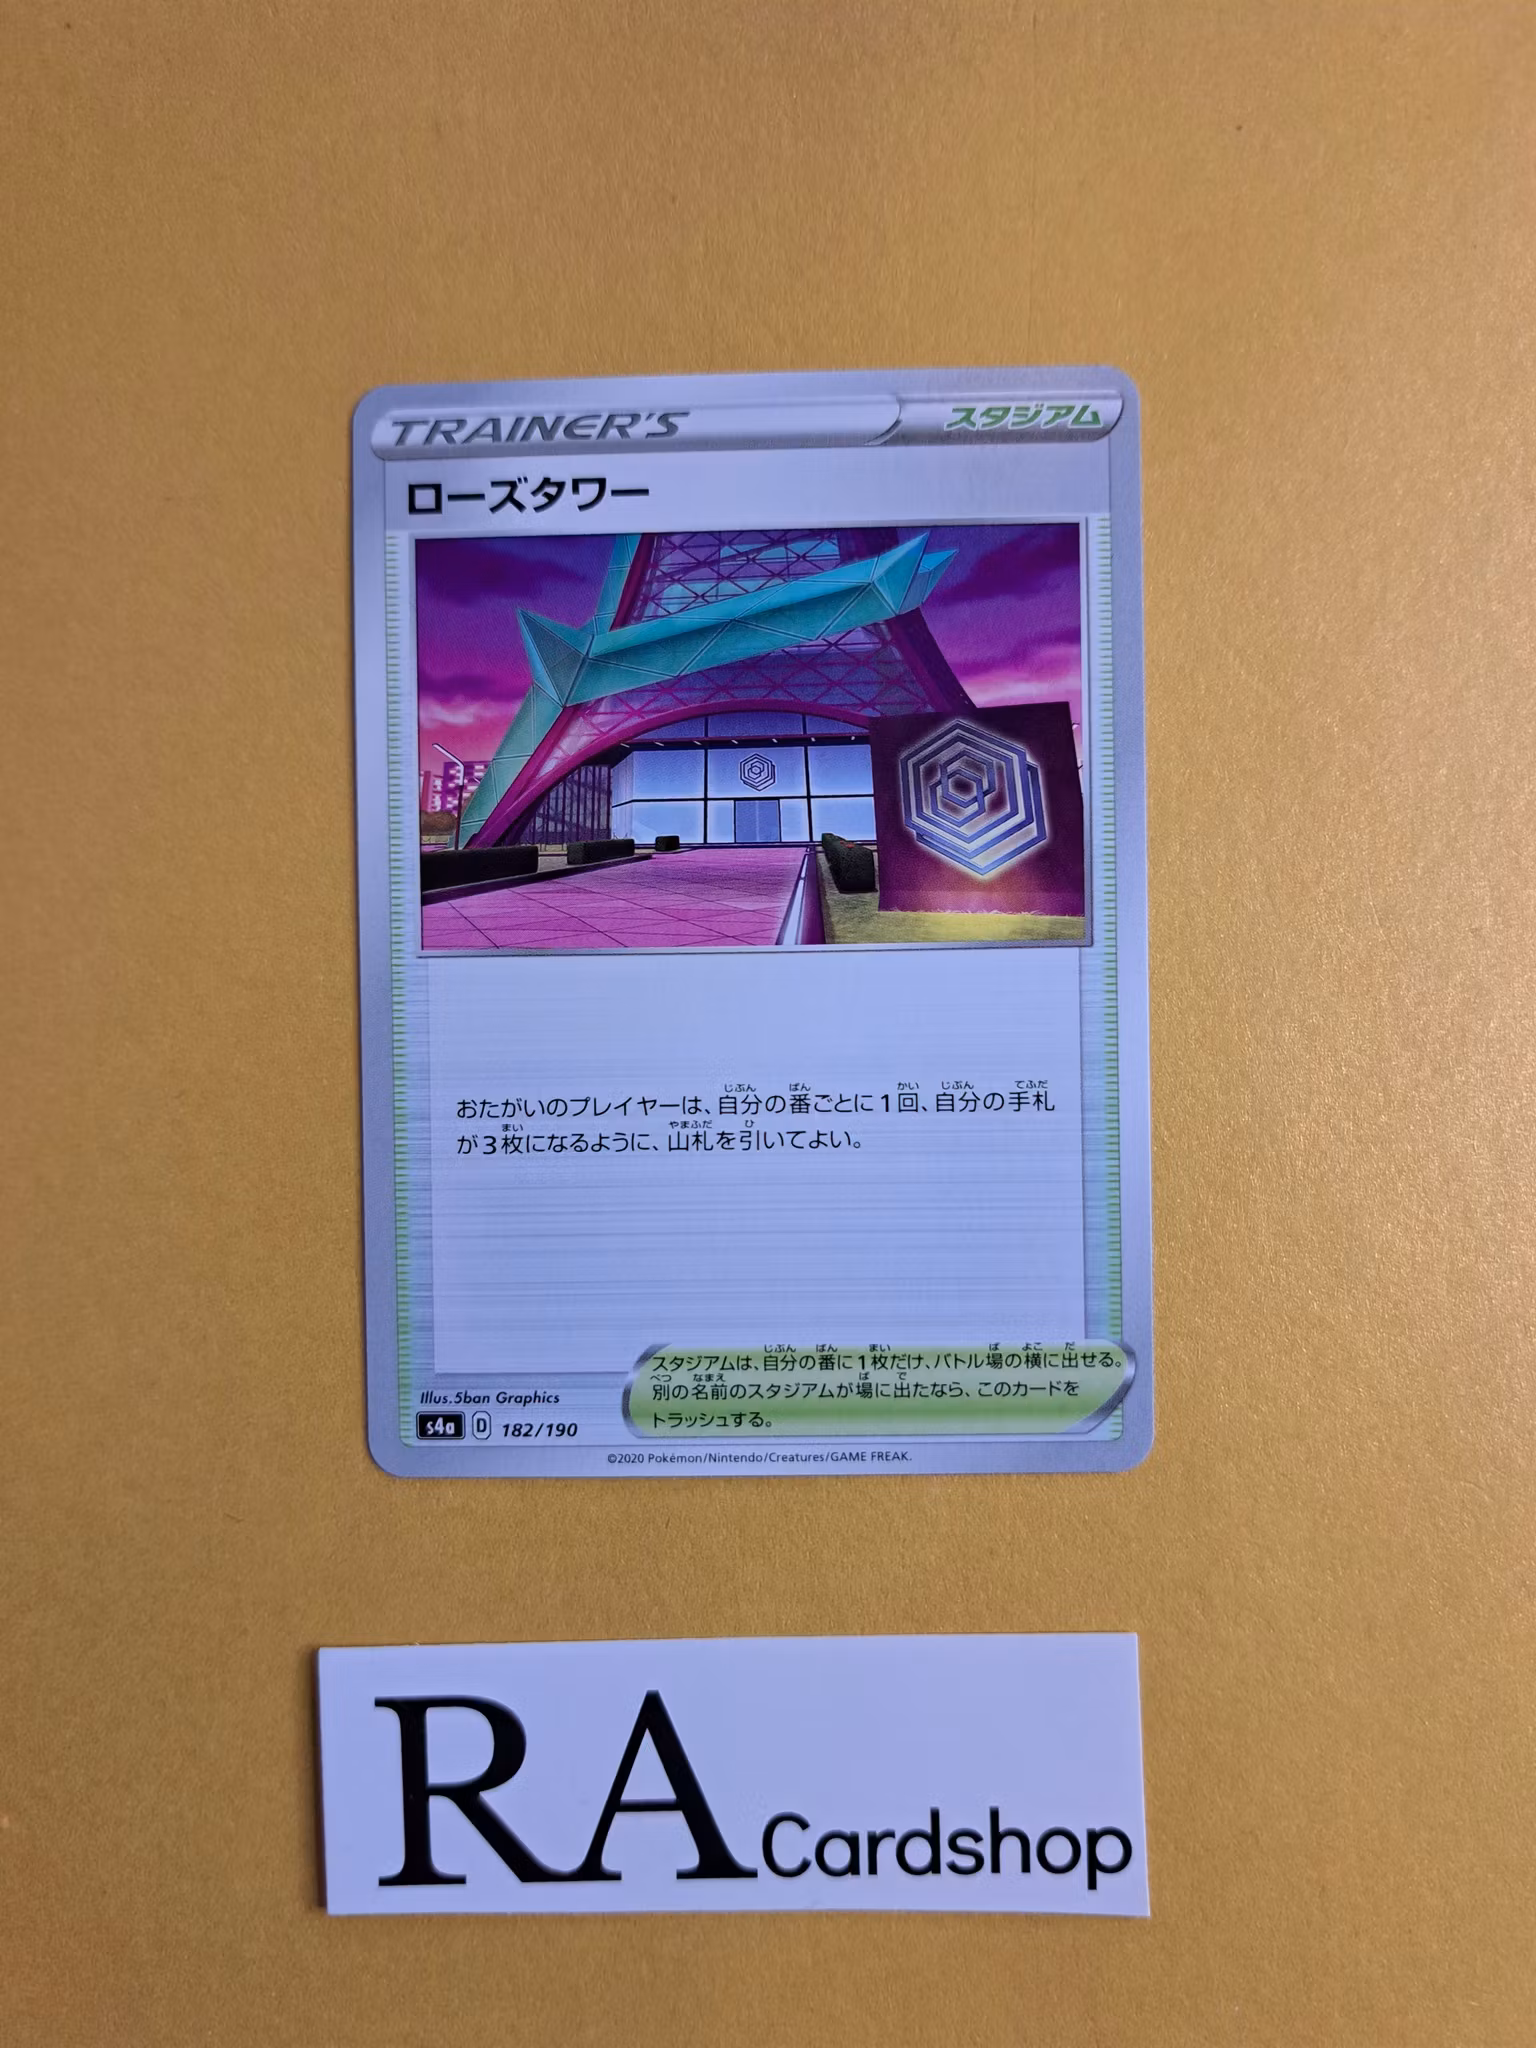 TRAINER'S スタジアム
ローズタワー
おたがいのプレイヤーは、自分の番ごとに1回、自分の手札
が3枚になるように、山札を引いてよい。
スタジアムは、自分の番に1枚だけ、バトル場の横に出せる。
別の名前のスタジアムが場に出たなら、このカードを
トラッシュする。
Illus.5ban Graphics
s4a D 182/190
©2020 Pokémon/Nintendo/Creatures/GAME FREAK.
RA Cardshop